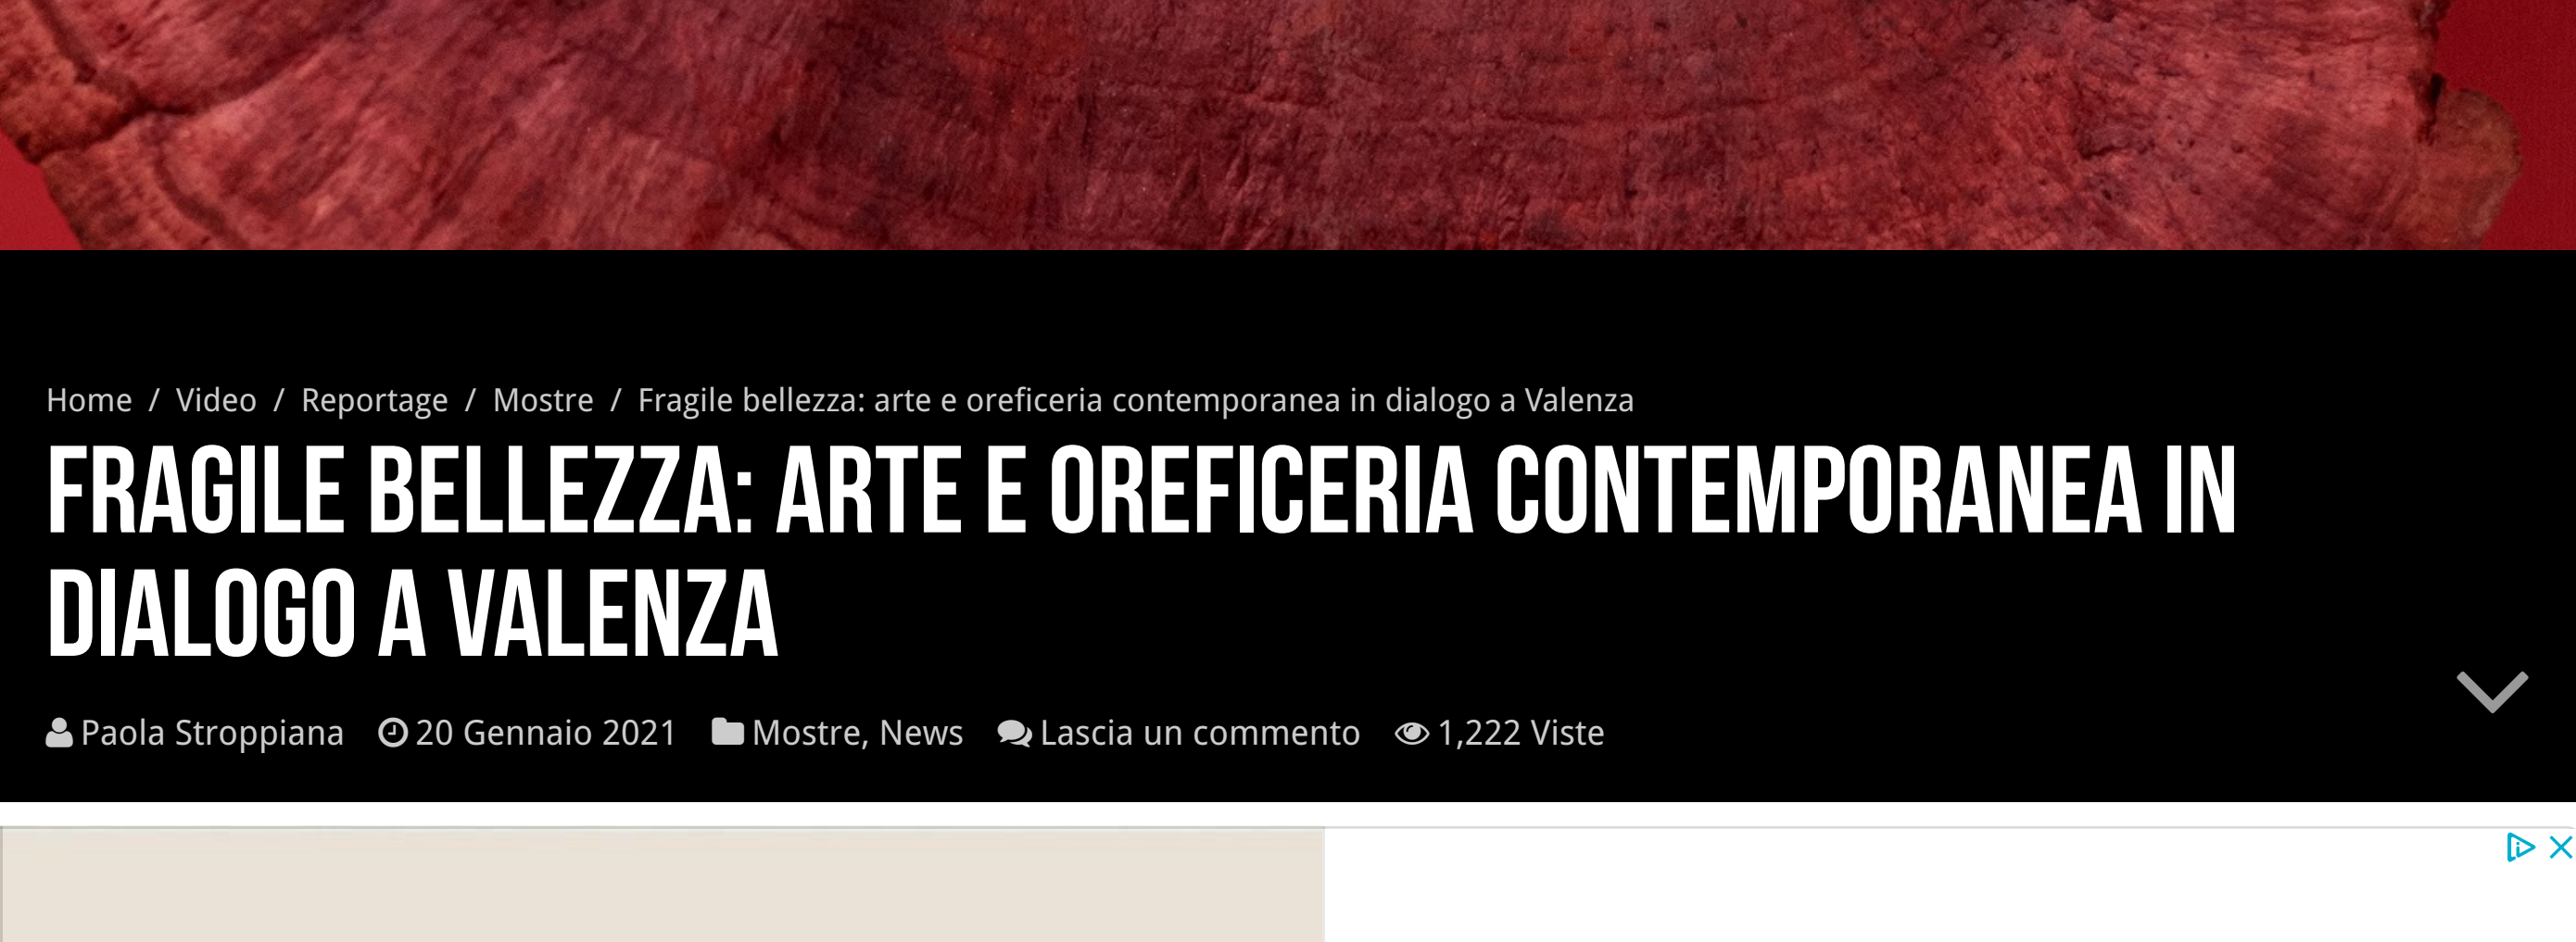 Home / Video / Reportage / Mostre / Fragile bellezza: arte e oreficeria contemporanea in dialogo a Valenza
FRAGILE BELLEZZA: ARTE E OREFICERIA CONTEMPORANEA IN
DIALOGO A VALENZA
Paola Stroppiana 20 Gennaio 2021 Mostre, News Lascia un commento 1,222 Viste